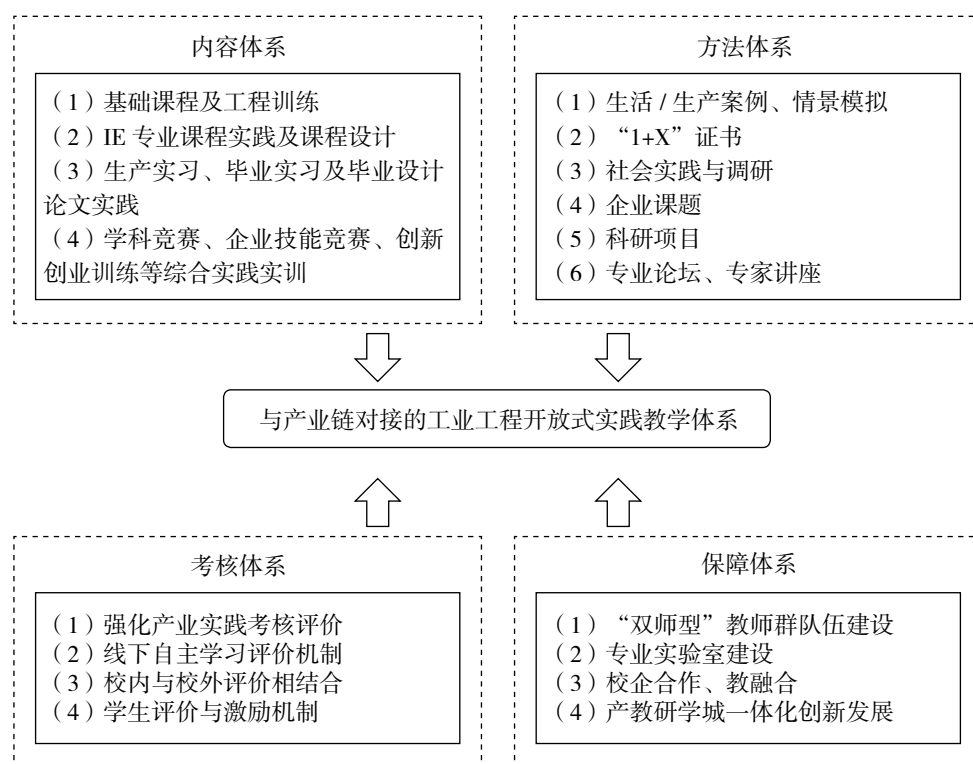 内容体系
（1）基础课程及工程训练
（2）IE 专业课程实践及课程设计
（3）生产实习、毕业实习及毕业设计
论文实践
（4）学科竞赛、企业技能竞赛、创新
创业训练等综合实践实训
方法体系
（1）生活 / 生产案例、情景模拟
（2）“1+X”证书
（3）社会实践与调研
（4）企业课题
（5）科研项目
（6）专业论坛、专家讲座
与产业链对接的工业工程开放式实践教学体系
考核体系
（1）强化产业实践考核评价
（2）线下自主学习评价机制
（3）校内与校外评价相结合
（4）学生评价与激励机制
保障体系
（1）“双师型”教师群队伍建设
（2）专业实验室建设
（3）校企合作、教融合
（4）产教研学城一体化创新发展